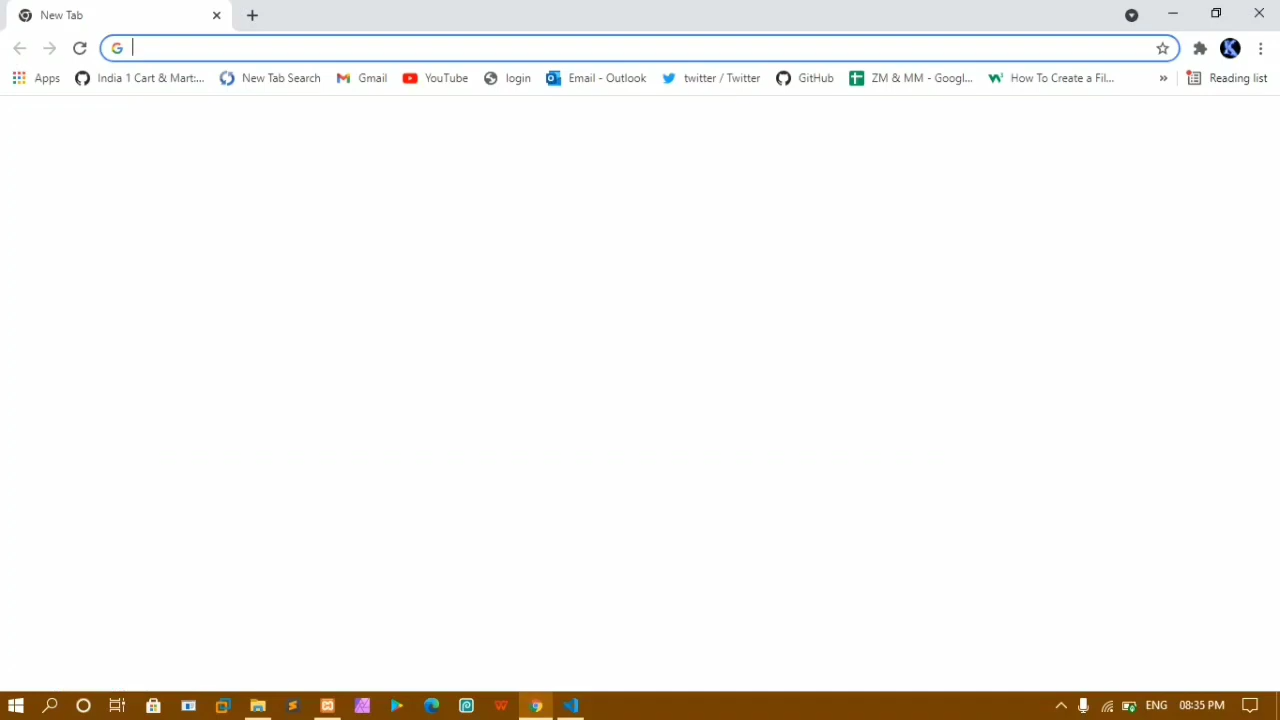 New Tab
Apps India 1 Cart & Mart:... New Tab Search Gmail YouTube login Email - Outlook twitter / Twitter GitHub ZM & MM - Googl... How To Create a Fil... » Reading list
ENG 08:35 PM